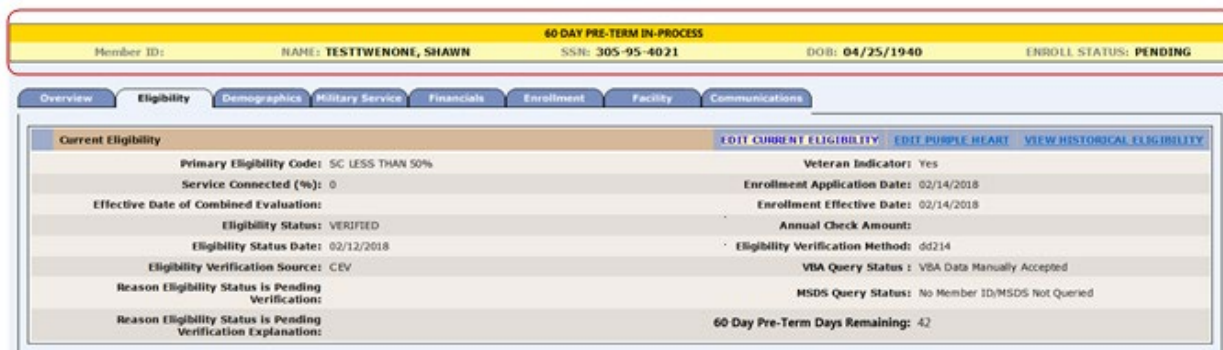 60 DAY PRE-TERM IN-PROCESS
Member ID: NAME: TESTTWENONE, SHAWN SSN: 305-95-4021 DOB: 04/25/1940 ENROLL STATUS: PENDING
Overview Eligibility Demographics Military Service Financials Enrollment Facility Communications
Current Eligibility EDIT CURRENT ELIGIBILITY EDIT PURPLE HEART VIEW HISTORICAL ELIGIBILITY
Primary Eligibility Code: SC LESS THAN 50% Veteran Indicator: Yes
Service Connected (%): 0 Enrollment Application Date: 02/14/2018
Effective Date of Combined Evaluation: Enrollment Effective Date: 02/14/2018
Eligibility Status: VERIFIED Annual Check Amount:
Eligibility Status Date: 02/12/2018 Eligibility Verification Method: dd214
Eligibility Verification Source: CEV VBA Query Status : VBA Data Manually Accepted
Reason Eligibility Status is Pending
Verification: MSDS Query Status: No Member ID/MSDS Not Queried
Reason Eligibility Status is Pending
Verification Explanation: 60 Day Pre-Term Days Remaining: 42